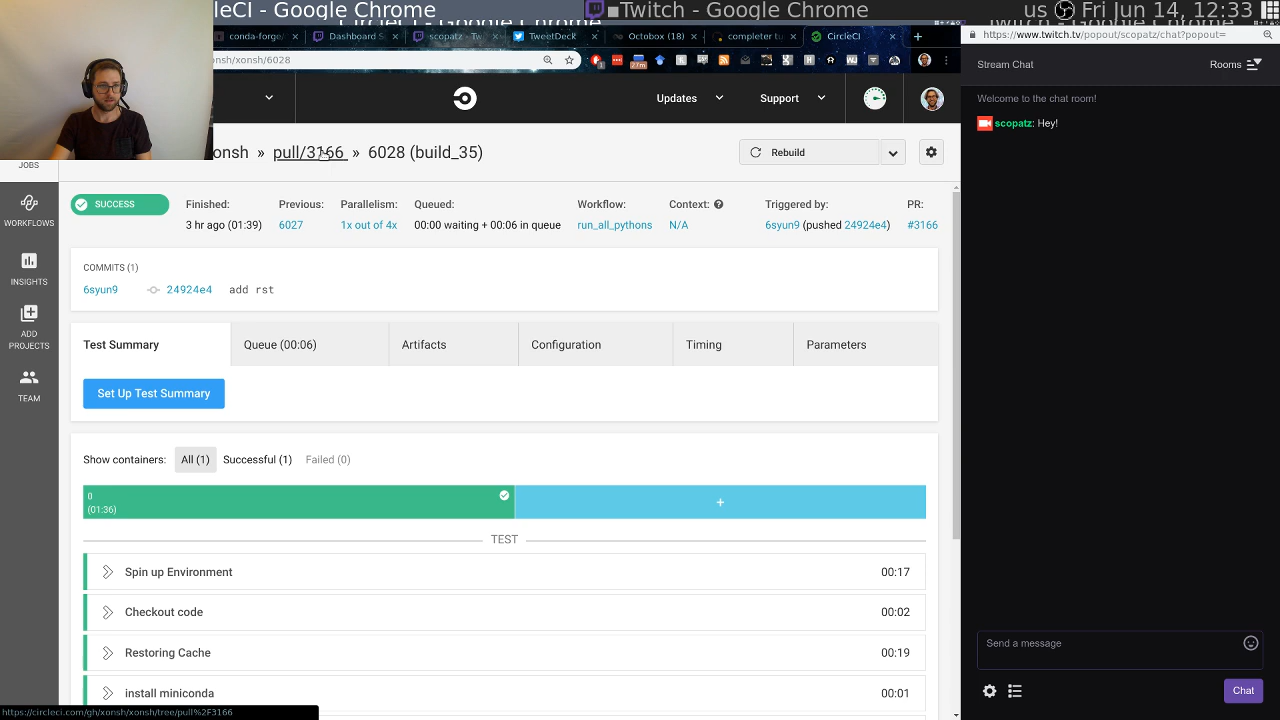 leCI - Google Chrome
Twitch - Google Chrome
us Fri Jun 14, 12:33
conda-forge/
Dashboard S
scopatz - Tw
TweetDeck
Octobox (18)
completer tu
CircleCI
nsh/xonsh/6028
27m
https://www.twitch.tv/popout/scopatz/chat?popout=
Stream Chat
Rooms
Welcome to the chat room!
scopatz: Hey!
Updates
Support
onsh » pull/3166 » 6028 (build_35)
Rebuild
JOBS
WORKFLOWS
INSIGHTS
ADD
PROJECTS
TEAM
SUCCESS
Finished:
3 hr ago (01:39)
Previous:
6027
Parallelism:
1x out of 4x
Queued:
00:00 waiting + 00:06 in queue
Workflow:
run_all_pythons
Context:
N/A
Triggered by:
6syun9 (pushed 24924e4)
PR:
#3166
COMMITS (1)
6syun9 24924e4 add rst
Test Summary
Queue (00:06)
Artifacts
Configuration
Timing
Parameters
Set Up Test Summary
Show containers: All (1) Successful (1) Failed (0)
0
(01:36)
+
TEST
Spin up Environment 00:17
Checkout code 00:02
Restoring Cache 00:19
install miniconda 00:01
https://circleci.com/gh/xonsh/xonsh/tree/pull%2F3166
Send a message
Chat